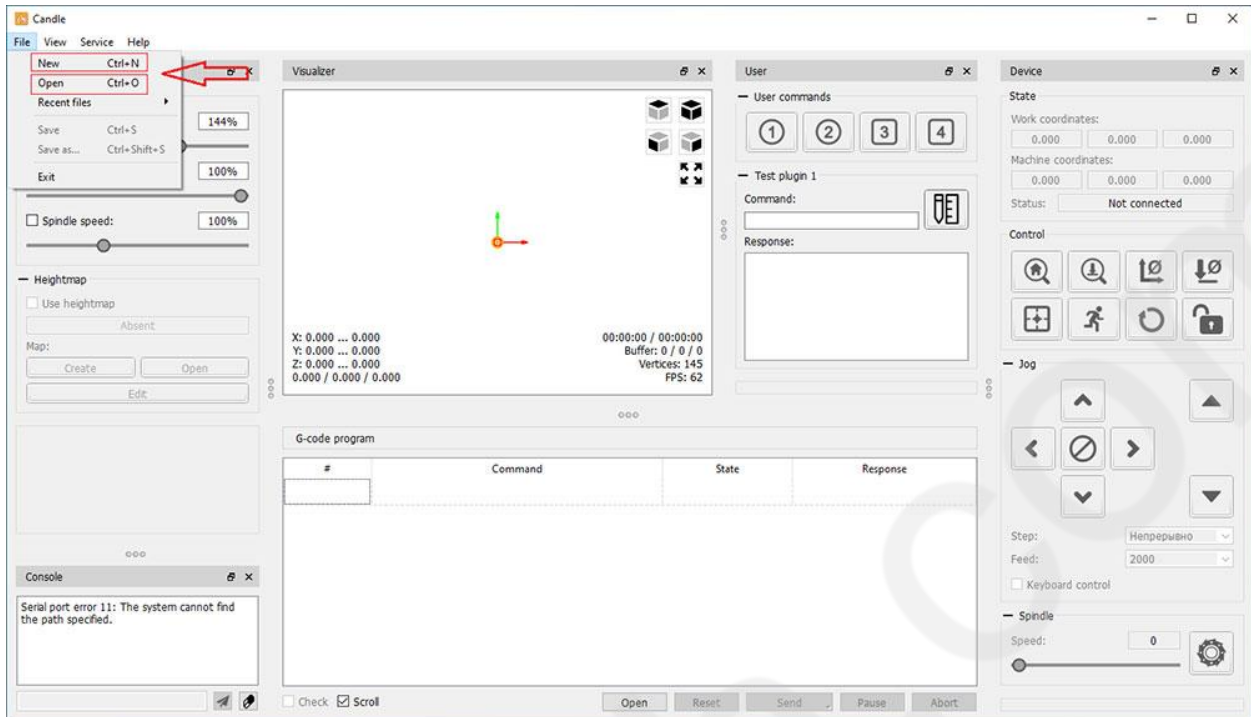 Candle
File View Service Help
New Ctrl+N
Open Ctrl+O
Recent files
Save Ctrl+S
Save as... Ctrl+Shift+S
Exit
144%
100%
Spindle speed: 100%
Heightmap
Use heightmap
Absent
Map:
Create Open
Edit
Console
Serial port error 11: The system cannot find
the path specified.
Visualizer
X: 0.000 ... 0.000
Y: 0.000 ... 0.000
Z: 0.000 ... 0.000
0.000 / 0.000 / 0.000
00:00:00 / 00:00:00
Buffer: 0 / 0 / 0
Vertices: 145
FPS: 62
G-code program
# Command State Response
Check Scroll Open Reset Send Pause Abort
User
User commands
1 2 3 4
Test plugin 1
Command:
Response:
Device
State
Work coordinates:
0.000 0.000 0.000
Machine coordinates:
0.000 0.000 0.000
Status: Not connected
Control
Jog
Step: Непрерывно
Feed: 2000
Keyboard control
Spindle
Speed: 0